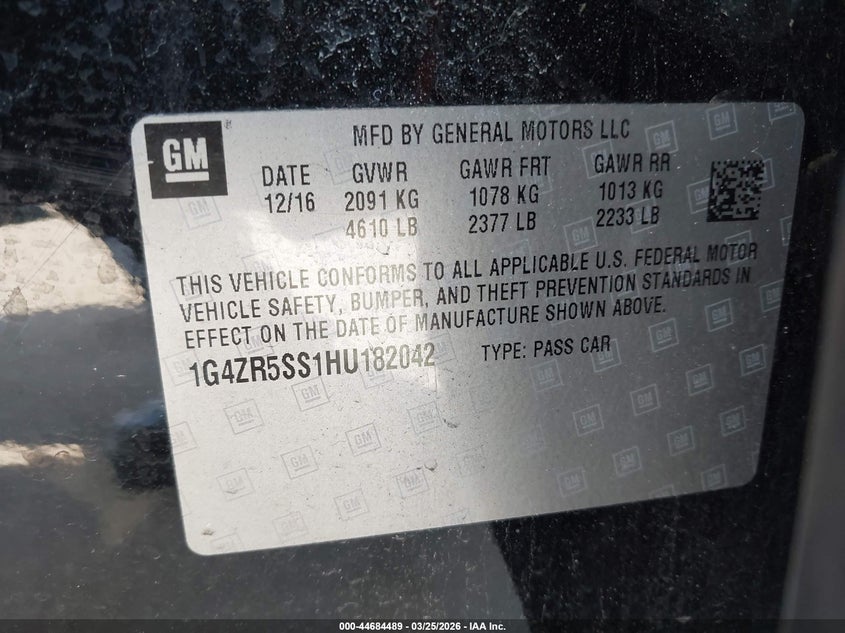 GM
MFD BY GENERAL MOTORS LLC
DATE GVWR GAWR FRT GAWR RR
12/16 2091 KG 1078 KG 1013 KG
4610 LB 2377 LB 2233 LB
THIS VEHICLE CONFORMS TO ALL APPLICABLE U.S. FEDERAL MOTOR
VEHICLE SAFETY, BUMPER, AND THEFT PREVENTION STANDARDS IN
EFFECT ON THE DATE OF MANUFACTURE SHOWN ABOVE.
1G4ZR5SS1HU182042 TYPE: PASS CAR
000-44684489 - 03/25/2026 - IAA Inc.